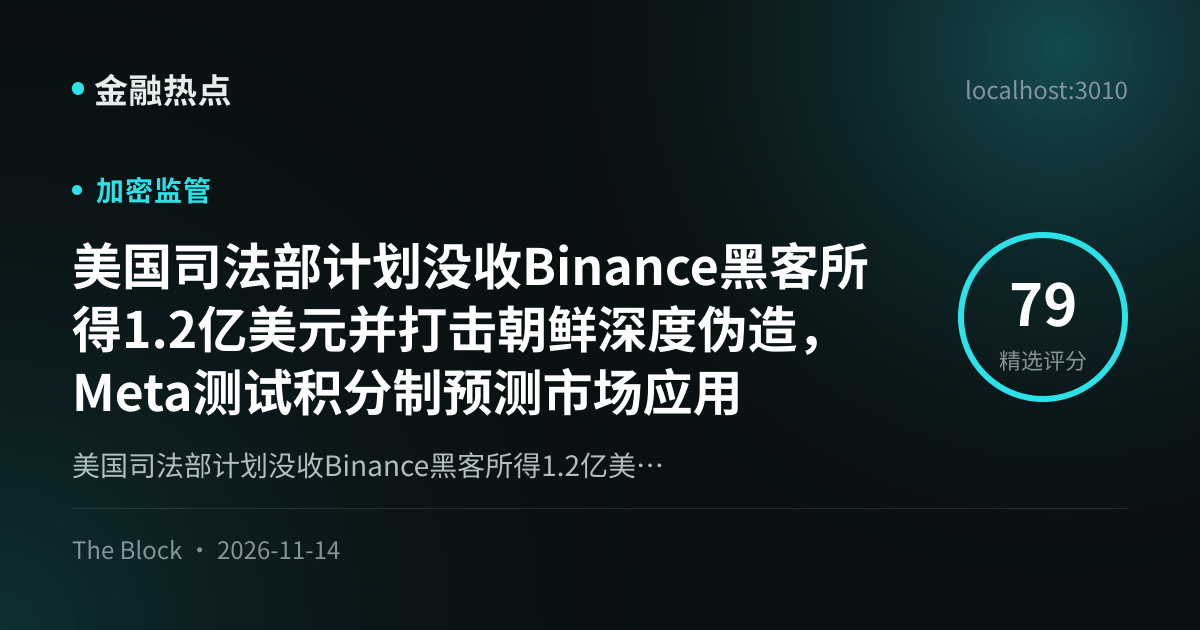 金融热点
localhost:3010
加密监管
美国司法部计划没收Binance黑客所
得1.2亿美元并打击朝鲜深度伪造，
Meta测试积分制预测市场应用
79
精选评分
美国司法部计划没收Binance黑客所得1.2亿美…
The Block · 2026-11-14